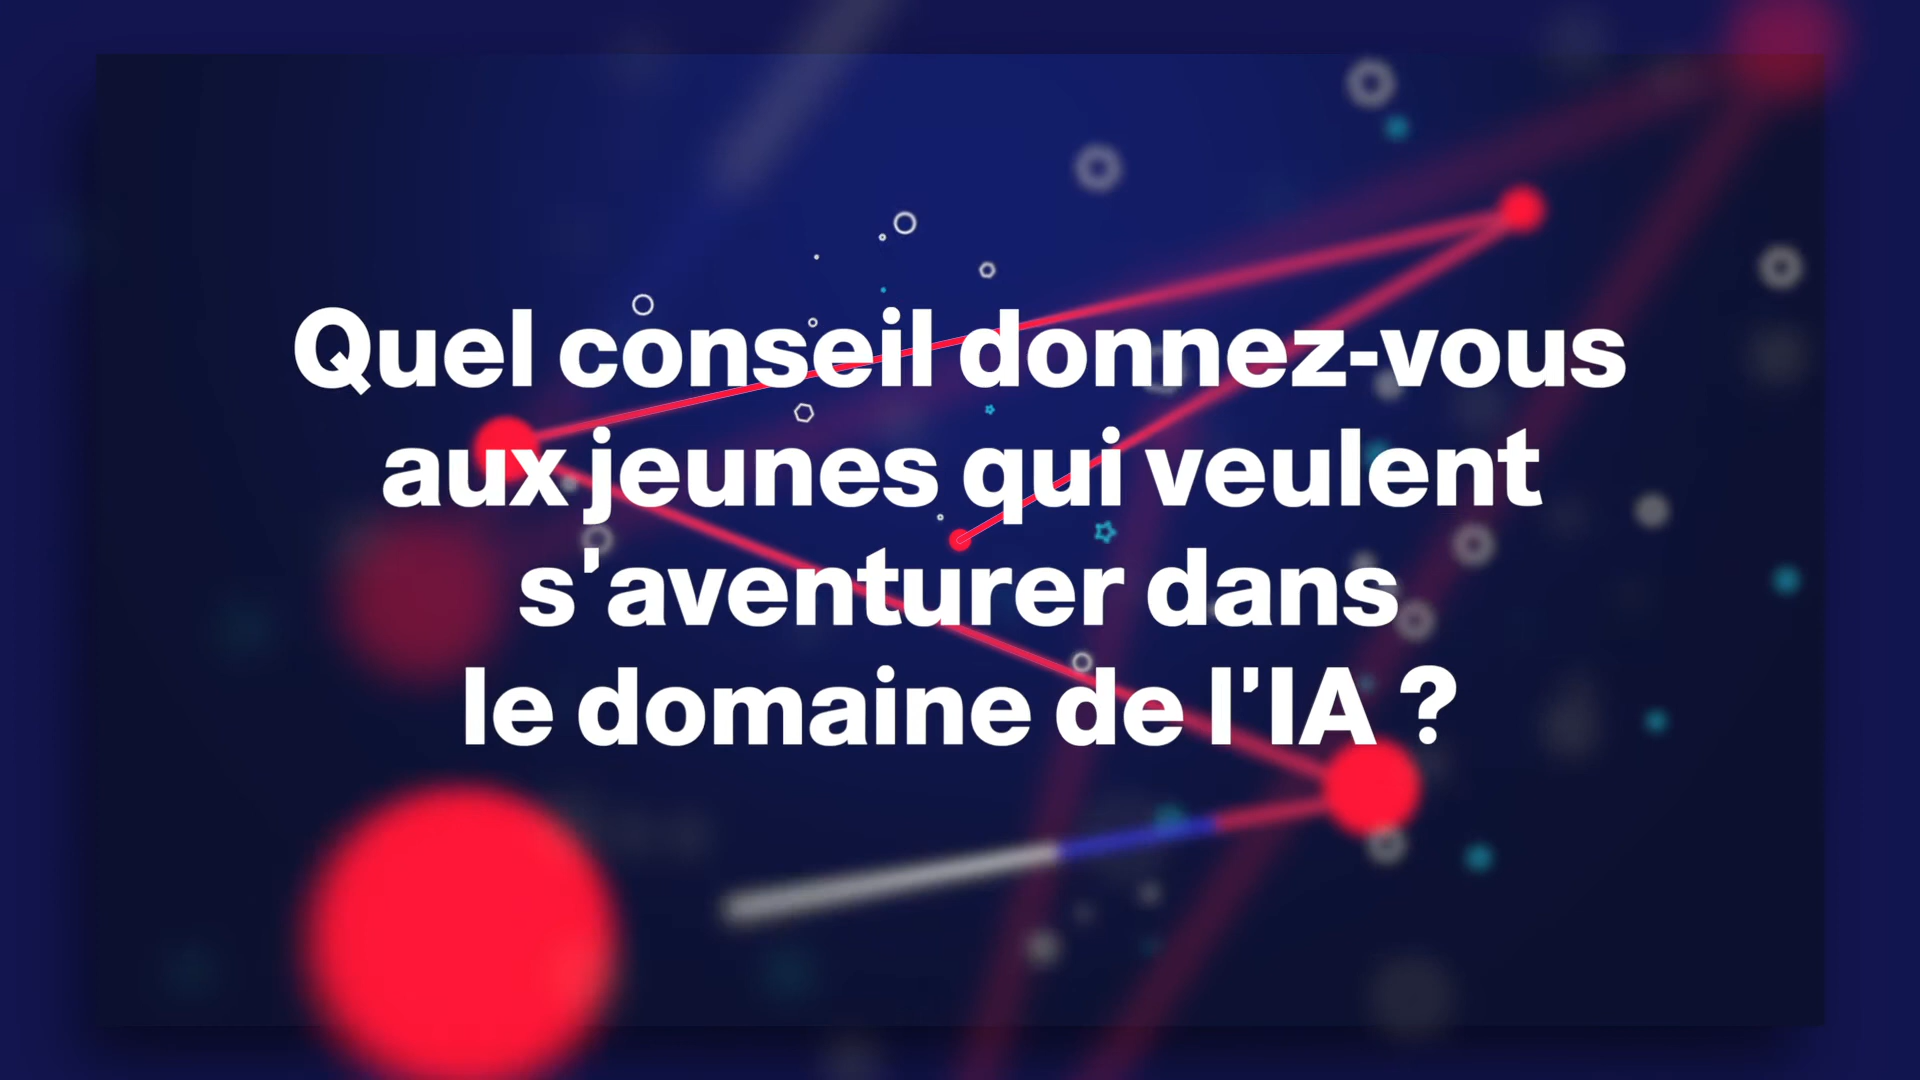 Quel conseil donnez-vous
aux jeunes qui veulent
s'aventurer dans
le domaine de l'IA ?